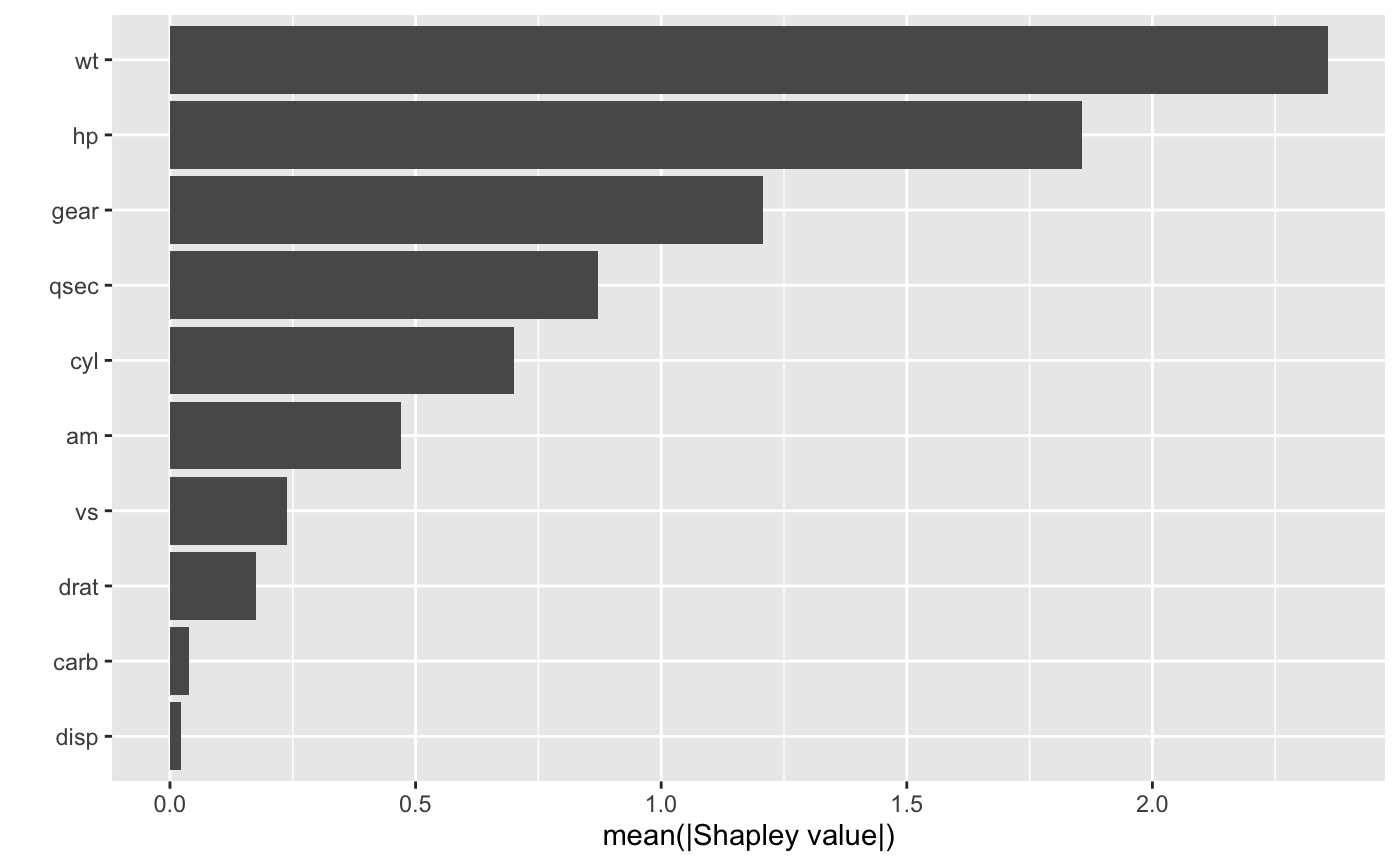 wt
hp
gear
qsec
cyl
am
vs
drat
carb
disp
0.0 0.5 1.0 1.5 2.0
mean(|Shapley value|)